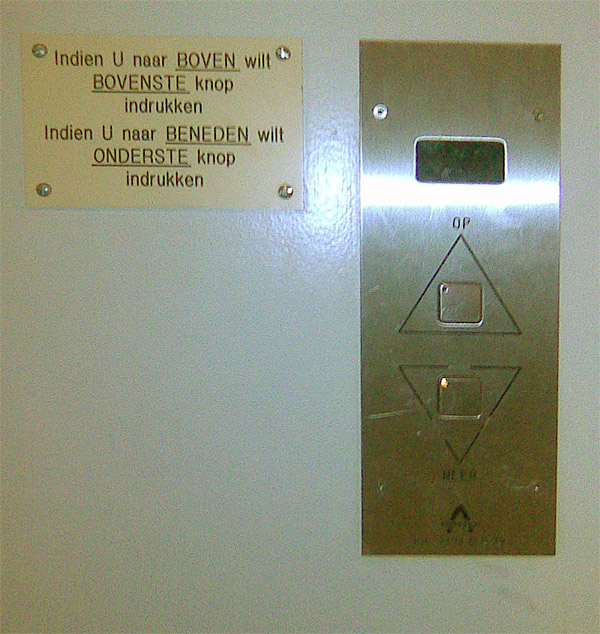 Indien U naar BOVEN wilt
BOVENSTE knop
indrukken
Indien U naar BENEDEN wilt
ONDERSTE knop
indrukken
OP
NEER